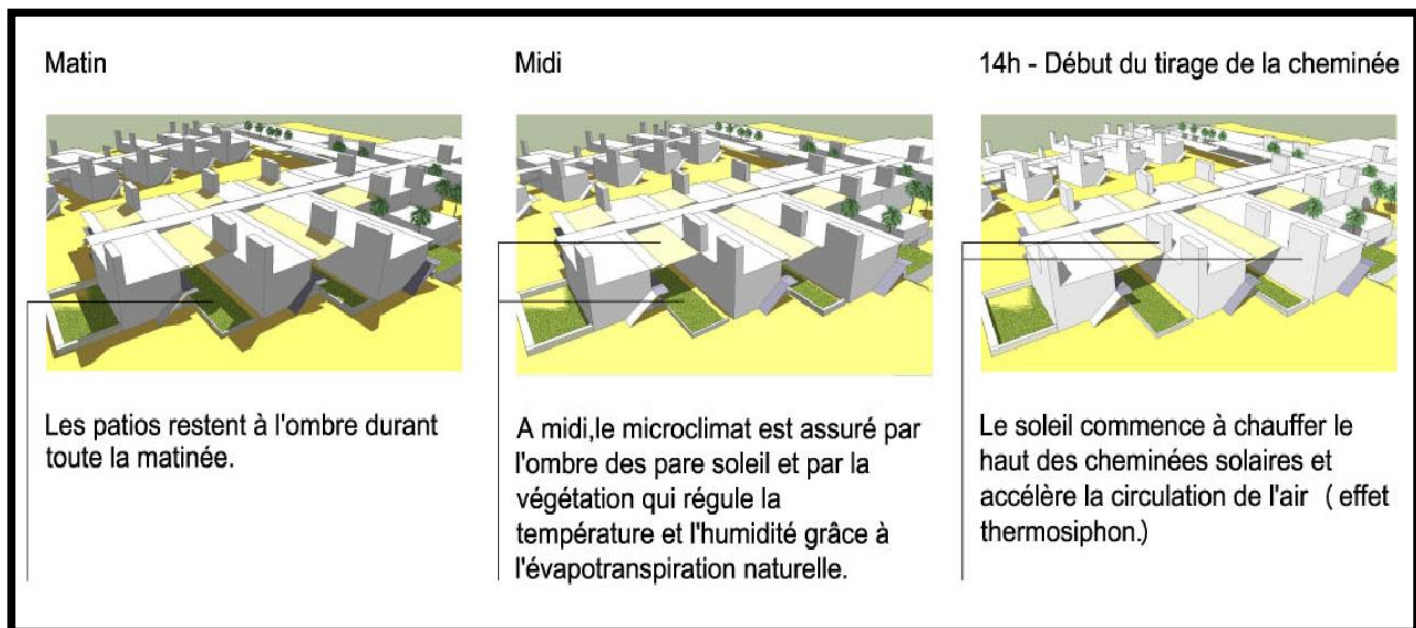 Matin
Les patios restent à l'ombre durant
toute la matinée.
Midi
A midi,le microclimat est assuré par
l'ombre des pare soleil et par la
végétation qui régule la
température et l'humidité grâce à
l'évapotranspiration naturelle.
14h - Début du tirage de la cheminée
Le soleil commence à chauffer le
haut des cheminées solaires et
accélère la circulation de l'air ( effet
thermosiphon.)